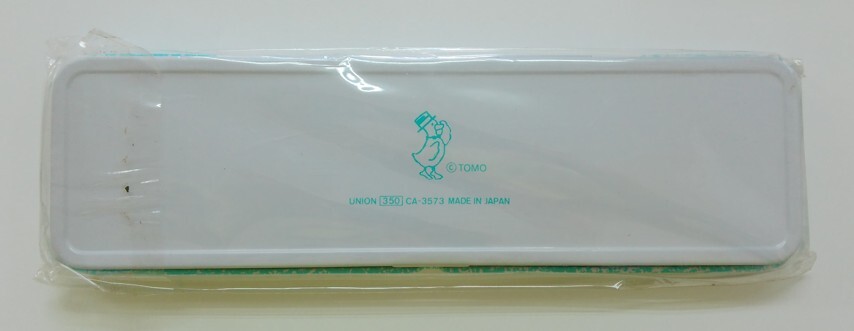 ⓒ TOMO
UNION 350 CA-3573 MADE IN JAPAN